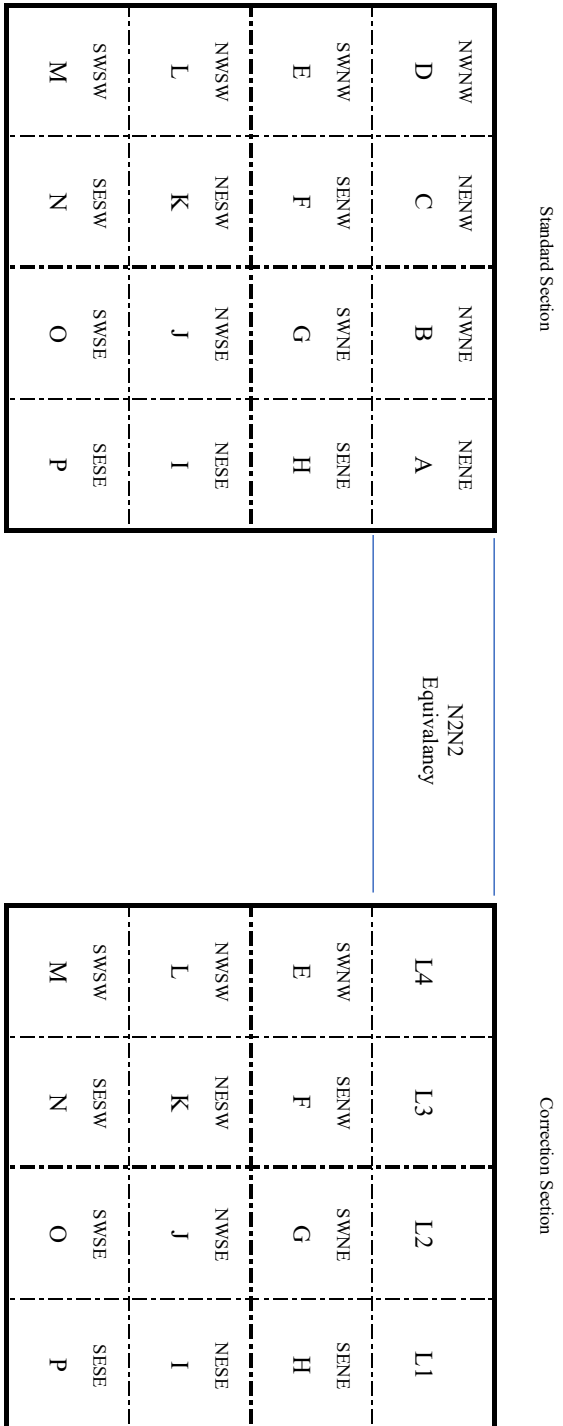 Standard Section
NWNW NENW NWNE NENE
D C B A
SWNW SENW SWNE SENE
E F G H
NWSW NESW NWSE NESE
L K J I
SWSW SESW SWSE SESE
M N O P
N2N2
Equivalancy
Correction Section
L4 L3 L2 L1
SWNW SENW SWNE SENE
E F G H
NWSW NESW NWSE NESE
L K J I
SWSW SESW SWSE SESE
M N O P